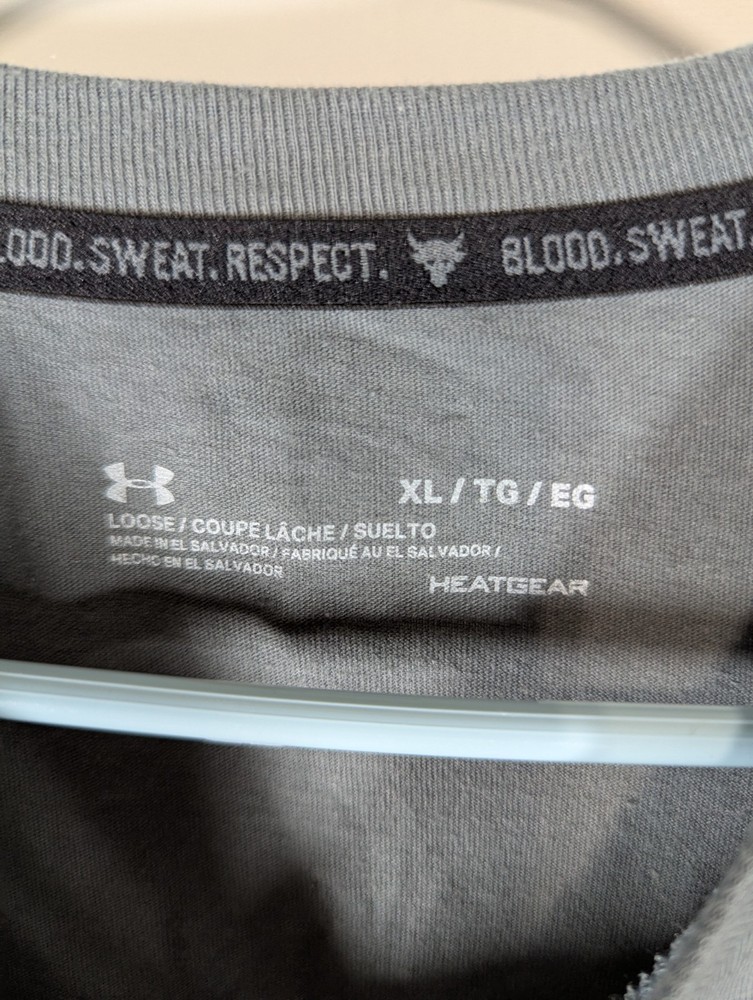 LOOD.SWEAT.RESPECT. BLOOD.SWEAT.
XL / TG / EG
LOOSE / COUPE LÂCHE / SUELTO
MADE IN EL SALVADOR / FABRIQUÉ AU EL SALVADOR /
HECHO EN EL SALVADOR
HEATGEAR